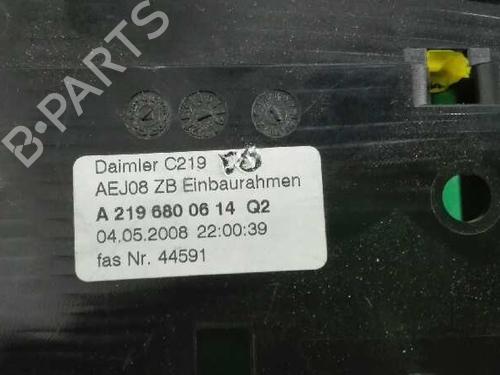 B-PARTS
Daimler C219
AEJ08 ZB Einbaurahmen
A 219 680 06 14 Q2
04.05.2008 22:00:39
fas Nr. 44591